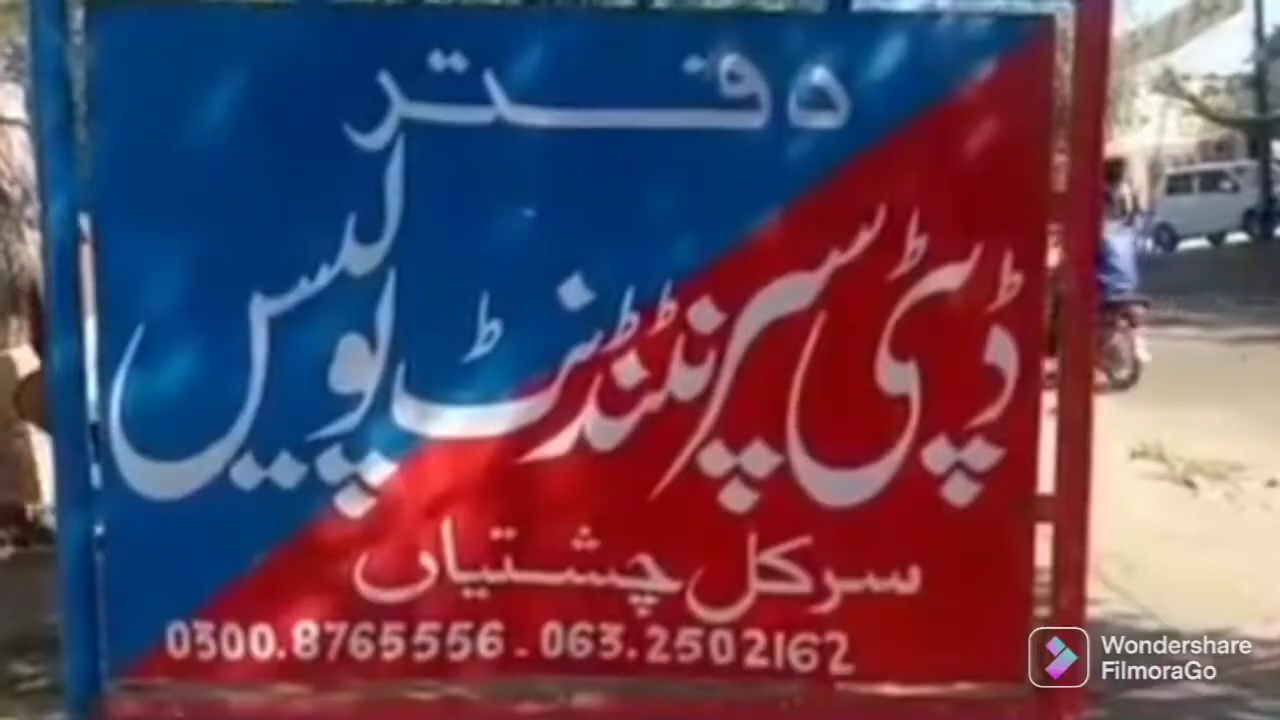 دفتر
ڈپٹی سپرنٹنڈنٹ پولیس
سرکل چشتیاں
0300.8765556 - 063.2502162
Wondershare
FilmoraGo